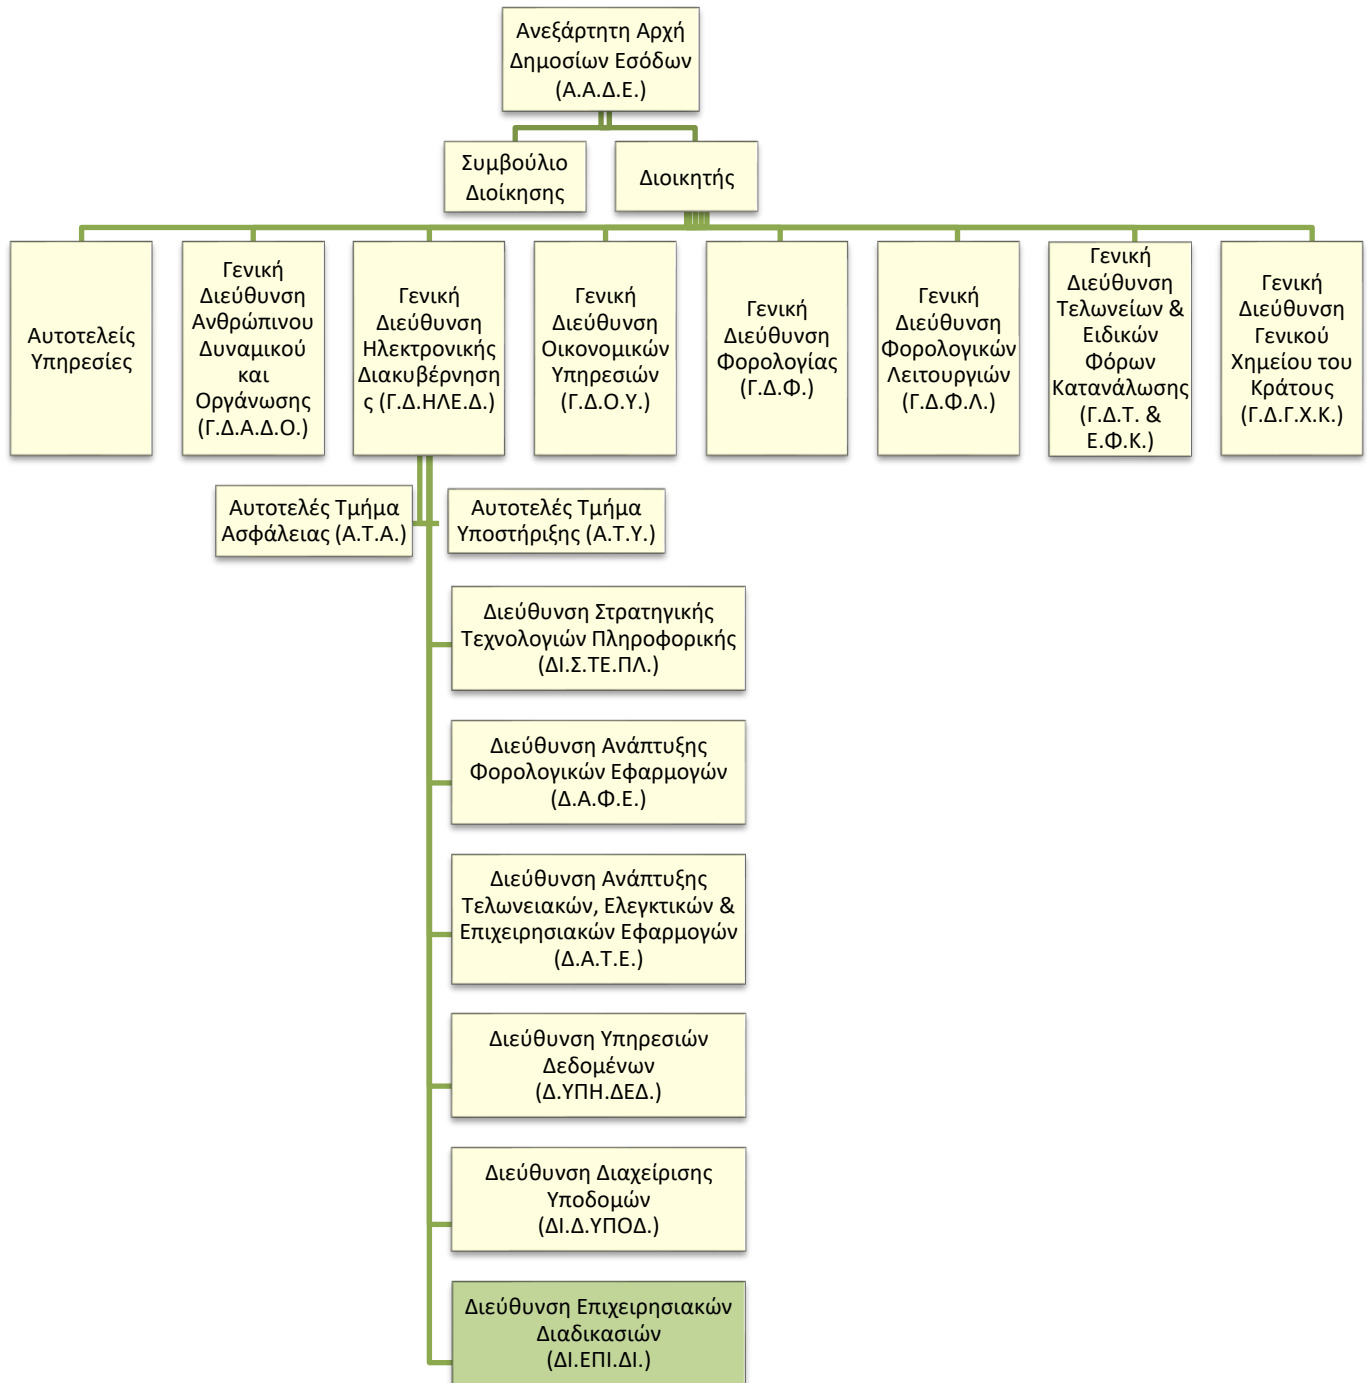 Ανεξάρτητη Αρχή
Δημοσίων Εσόδων
(Α.Α.Δ.Ε.)
Συμβούλιο
Διοίκησης
Διοικητής
Αυτοτελείς
Υπηρεσίες
Γενική
Διεύθυνση
Ανθρώπινου
Δυναμικού
και
Οργάνωσης
(Γ.Δ.Α.Δ.Ο.)
Γενική
Διεύθυνση
Ηλεκτρονικής
Διακυβέρνηση
ς (Γ.Δ.ΗΛΕ.Δ.)
Γενική
Διεύθυνση
Οικονομικών
Υπηρεσιών
(Γ.Δ.Ο.Υ.)
Γενική
Διεύθυνση
Φορολογίας
(Γ.Δ.Φ.)
Γενική
Διεύθυνση
Φορολογικών
Λειτουργιών
(Γ.Δ.Φ.Λ.)
Γενική
Διεύθυνση
Τελωνείων &
Ειδικών
Φόρων
Κατανάλωσης
(Γ.Δ.Τ. &
Ε.Φ.Κ.)
Γενική
Διεύθυνση
Γενικού
Χημείου του
Κράτους
(Γ.Δ.Γ.Χ.Κ.)
Αυτοτελές Τμήμα
Ασφάλειας (Α.Τ.Α.)
Αυτοτελές Τμήμα
Υποστήριξης (Α.Τ.Υ.)
Διεύθυνση Στρατηγικής
Τεχνολογιών Πληροφορικής
(ΔΙ.Σ.ΤΕ.ΠΛ.)
Διεύθυνση Ανάπτυξης
Φορολογικών Εφαρμογών
(Δ.Α.Φ.Ε.)
Διεύθυνση Ανάπτυξης
Τελωνειακών, Ελεγκτικών &
Επιχειρησιακών Εφαρμογών
(Δ.Α.Τ.Ε.)
Διεύθυνση Υπηρεσιών
Δεδομένων
(Δ.ΥΠΗ.ΔΕΔ.)
Διεύθυνση Διαχείρισης
Υποδομών
(ΔΙ.Δ.ΥΠΟΔ.)
Διεύθυνση Επιχειρησιακών
Διαδικασιών
(ΔΙ.ΕΠΙ.ΔΙ.)